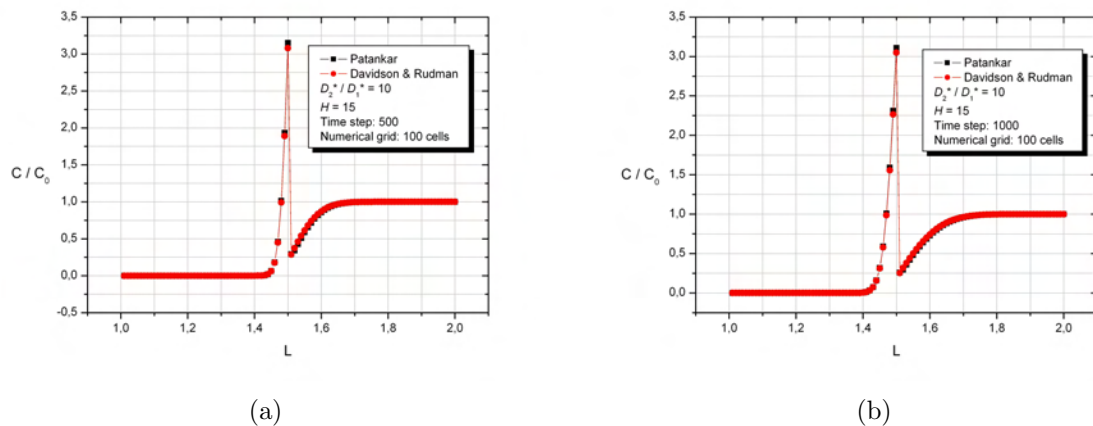 3,5
3,0
2,5
2,0
1,5
1,0
0,5
0,0
-0,5
C / C0
1,0 1,2 1,4 1,6 1,8 2,0
L
Patankar
Davidson & Rudman
D2* / D1* = 10
H = 15
Time step: 500
Numerical grid: 100 cells
(a)
3,5
3,0
2,5
2,0
1,5
1,0
0,5
0,0
C / C0
1,0 1,2 1,4 1,6 1,8 2,0
L
Patankar
Davidson & Rudman
D2* / D1* = 10
H = 15
Time step: 1000
Numerical grid: 100 cells
(b)